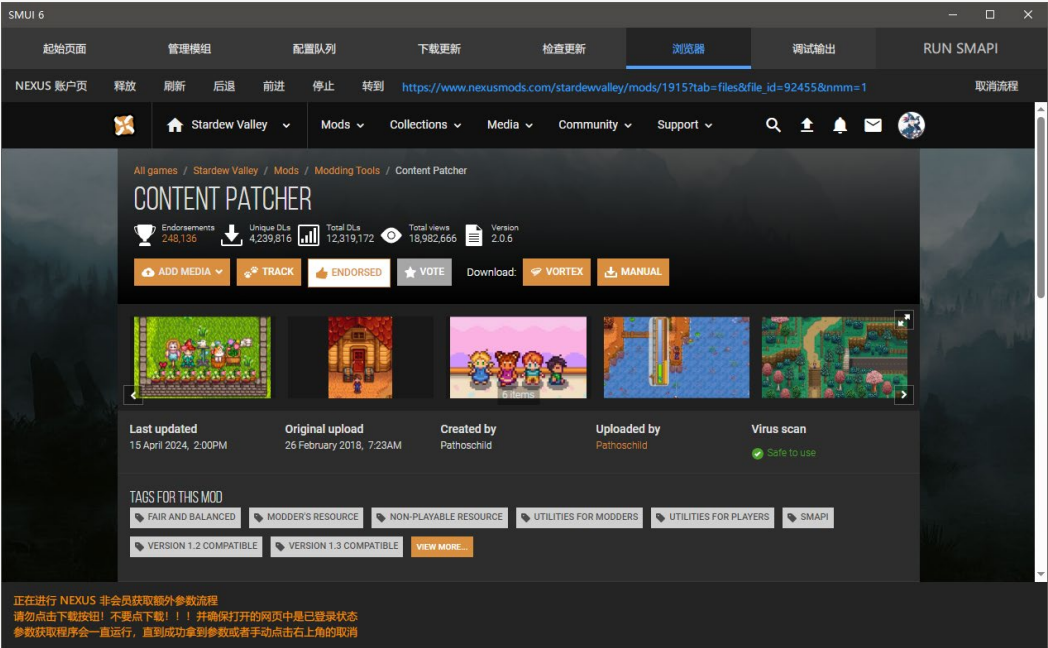 SMUI 6
起始页面 管理模组 配置队列 下载更新 检查更新 浏览器 调试输出 RUN SMAPI
NEXUS 账户页 释放 刷新 后退 前进 停止 转到 https://www.nexusmods.com/stardewvalley/mods/1915?tab=files&file_id=92455&nmm=1 取消流程
Stardew Valley Mods Collections Media Community Support
All games / Stardew Valley / Mods / Modding Tools / Content Patcher
CONTENT PATCHER
Endorsements Unique DLs Total DLs Total views Version
248,136 4,239,816 12,319,172 18,982,666 2.0.6
ADD MEDIA TRACK ENDORSED VOTE Download: VORTEX MANUAL
6 items
Last updated Original upload Created by Uploaded by Virus scan
15 April 2024, 2:00PM 26 February 2018, 7:23AM Pathoschild Pathoschild Safe to use
TAGS FOR THIS MOD
FAIR AND BALANCED MODDER'S RESOURCE NON-PLAYABLE RESOURCE UTILITIES FOR MODDERS UTILITIES FOR PLAYERS SMAPI
VERSION 1.2 COMPATIBLE VERSION 1.3 COMPATIBLE VIEW MORE...
正在进行 NEXUS 非会员获取额外参数流程
请勿点击下载按钮！不要点下载！！！并确保打开的网页中是已登录状态
参数获取程序会一直运行，直到成功拿到参数或者手动点击右上角的取消